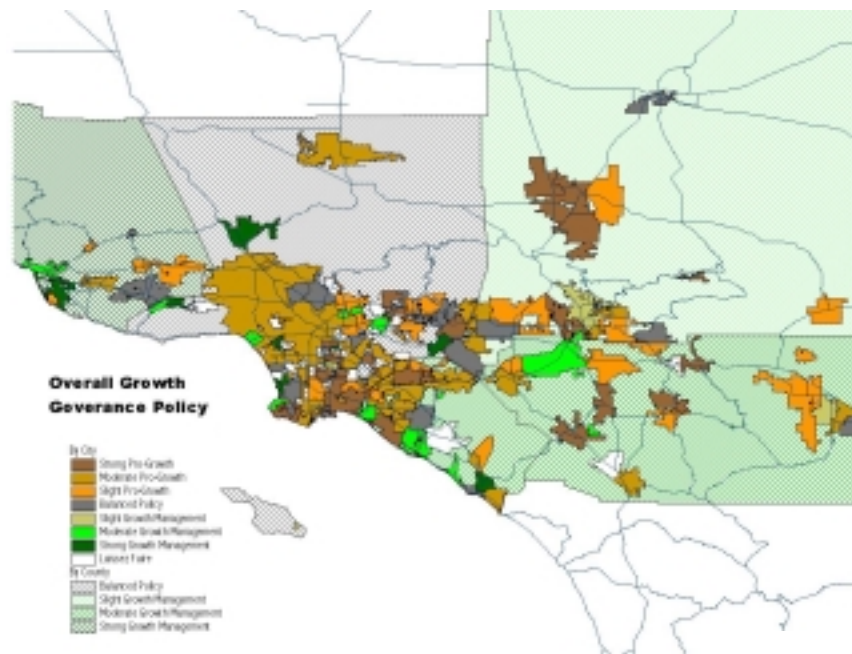 Overall Growth
Goverance Policy
By City
Strong Pro-Growth
Moderate Pro-Growth
Slight Pro-Growth
Balanced Policy
Slight Growth Management
Moderate Growth Management
Strong Growth Management
Laissez Faire
By County
Balanced Policy
Slight Growth Management
Moderate Growth Management
Strong Growth Management